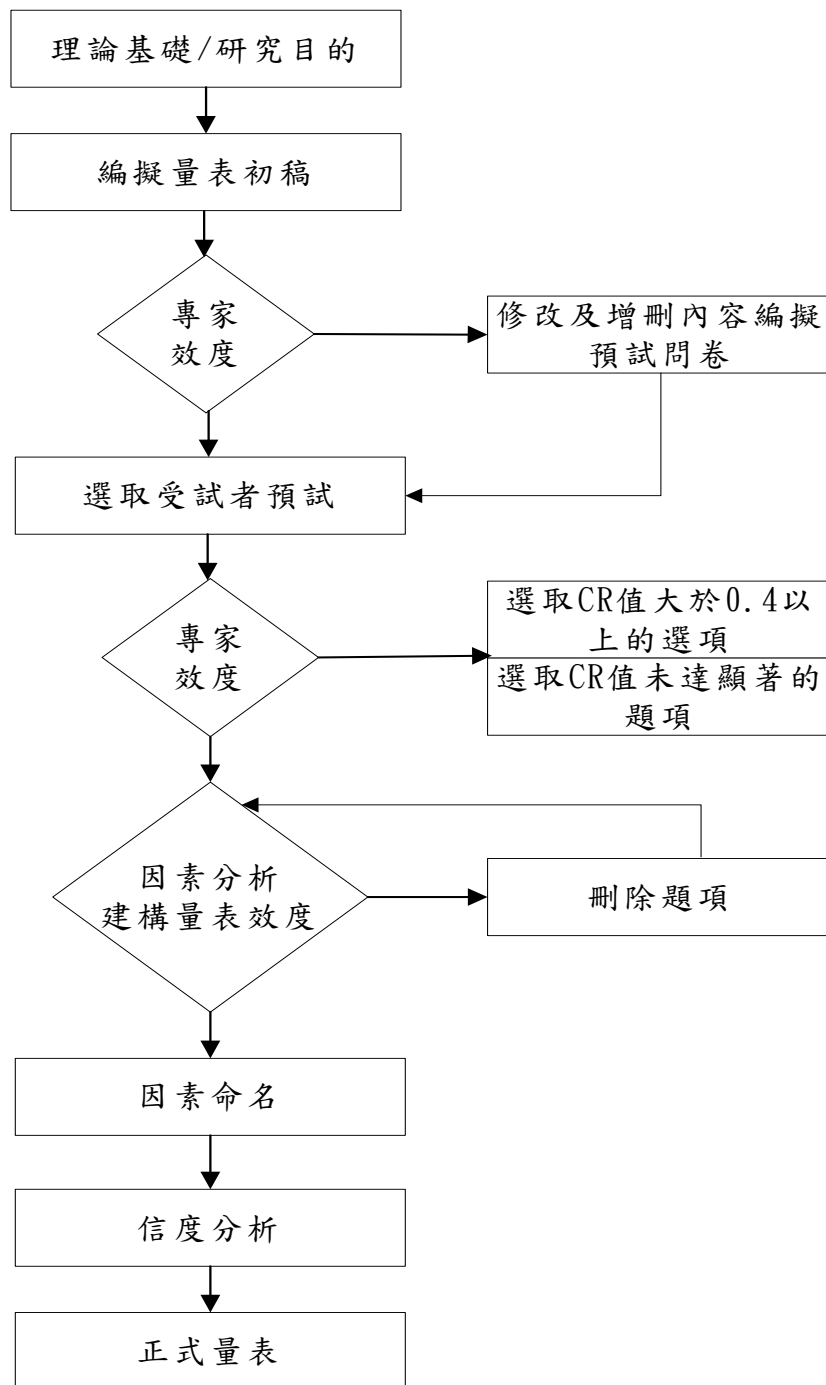 理論基礎/研究目的
編擬量表初稿
專家
效度
修改及增刪內容編擬
預試問卷
選取受試者預試
專家
效度
選取CR值大於0.4以
上的選項
選取CR值未達顯著的
題項
因素分析
建構量表效度
刪除題項
因素命名
信度分析
正式量表